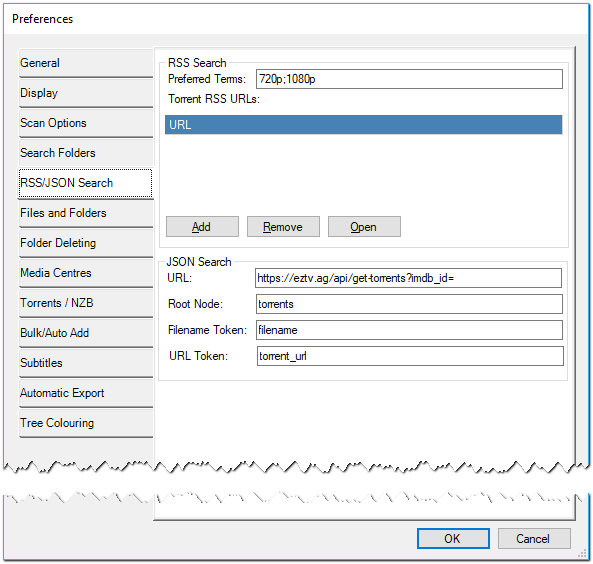 Preferences
General
Display
Scan Options
Search Folders
RSS/JSON Search
Files and Folders
Folder Deleting
Media Centres
Torrents / NZB
Bulk/Auto Add
Subtitles
Automatic Export
Tree Colouring
RSS Search
Preferred Terms: 720p;1080p
Torrent RSS URLs:
URL
Add Remove Open
JSON Search
URL: https://eztv.ag/api/get-torrents?imdb_id=
Root Node: torrents
Filename Token: filename
URL Token: torrent_url
OK Cancel